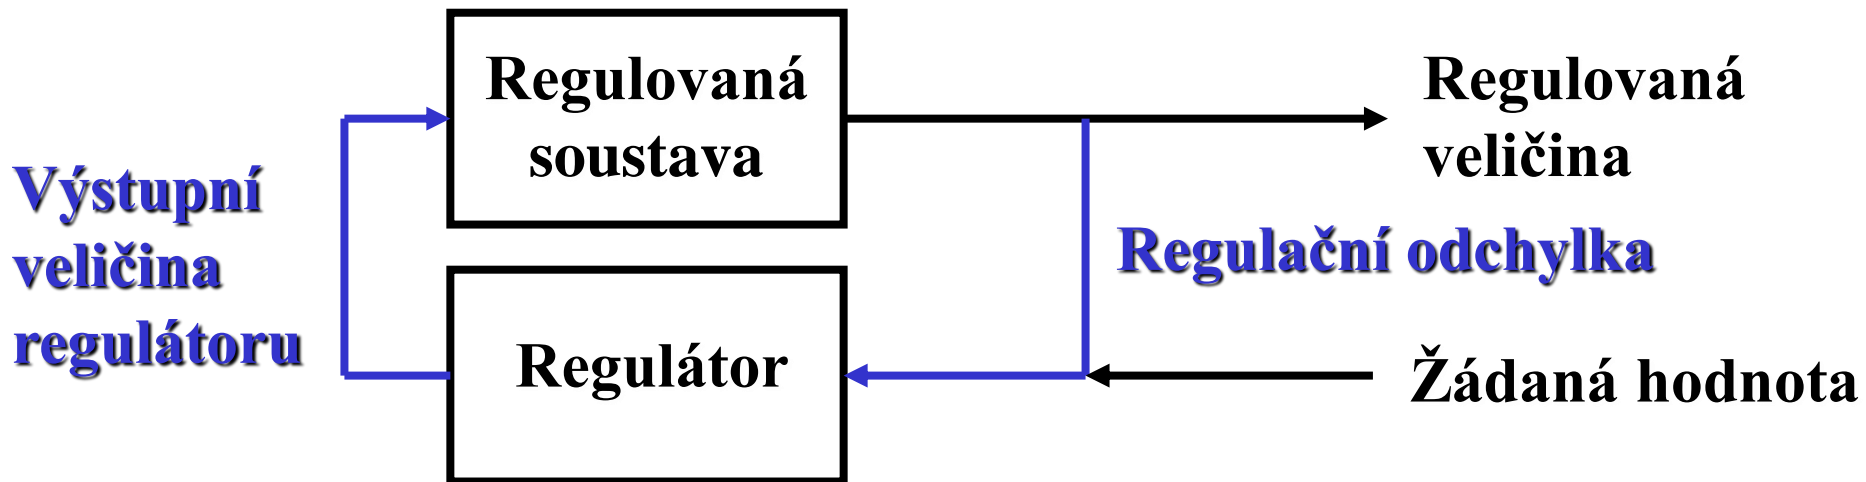 Regulovaná
soustava
Regulovaná
veličina
Výstupní
veličina
regulátoru
Regulační odchylka
Regulátor
Žádaná hodnota